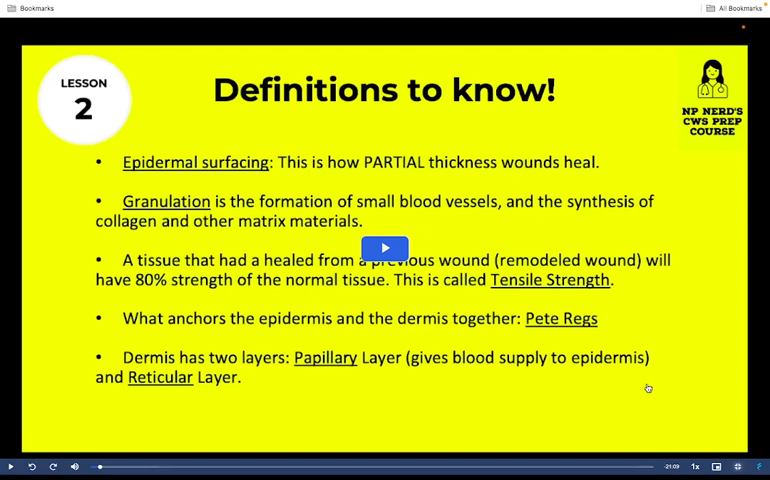 Bookmarks
All Bookmarks
LESSON
2
Definitions to know!
NP NERD'S
CWS PREP
COURSE
• Epidermal surfacing: This is how PARTIAL thickness wounds heal.
• Granulation is the formation of small blood vessels, and the synthesis of
collagen and other matrix materials.
• A tissue that had a healed from a previous wound (remodeled wound) will
have 80% strength of the normal tissue. This is called Tensile Strength.
• What anchors the epidermis and the dermis together: Pete Regs
• Dermis has two layers: Papillary Layer (gives blood supply to epidermis)
and Reticular Layer.
-21:09
1x